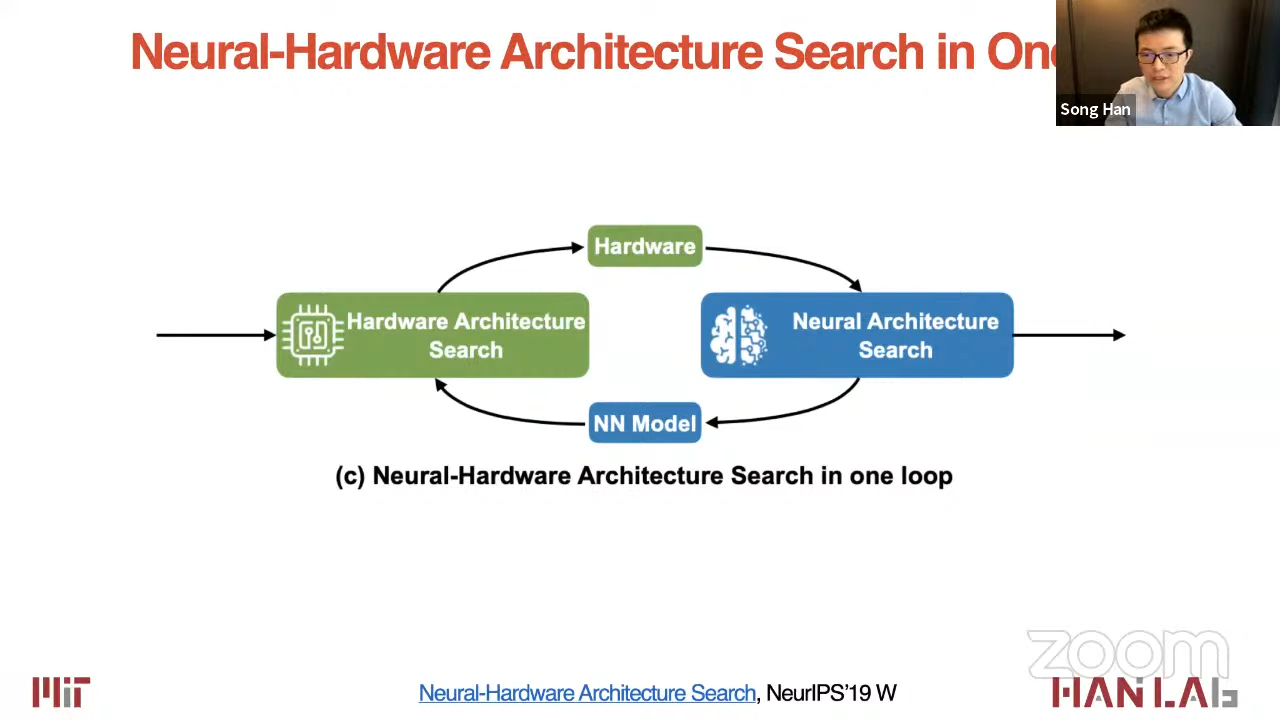 Neural-Hardware Architecture Search in One
Song Han
Hardware
Hardware Architecture
Search
Neural Architecture
Search
NN Model
(c) Neural-Hardware Architecture Search in one loop
zoom
MIT
Neural-Hardware Architecture Search, NeurIPS'19 W
HAN LAB